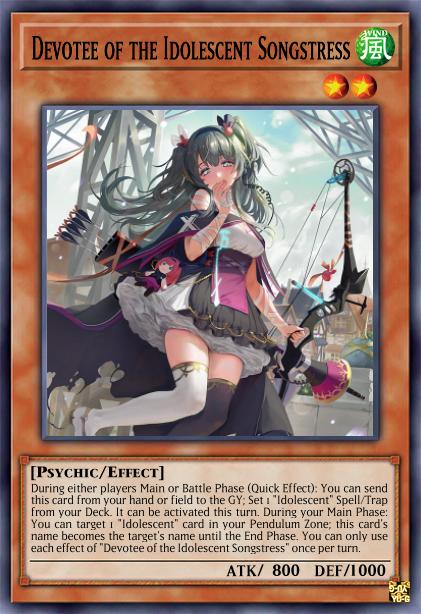 Devotee of the Idolescent Songstress
WIND
風
[Psychic/Effect]
During either players Main or Battle Phase (Quick Effect): You can send
this card from your hand or field to the GY; Set 1 "Idolescent" Spell/Trap
from your Deck. It can be activated this turn. During your Main Phase:
You can target 1 "Idolescent" card in your Pendulum Zone; this card's
name becomes the target's name until the End Phase. You can only use
each effect of "Devotee of the Idolescent Songstress" once per turn.
ATK/ 800 DEF/1000